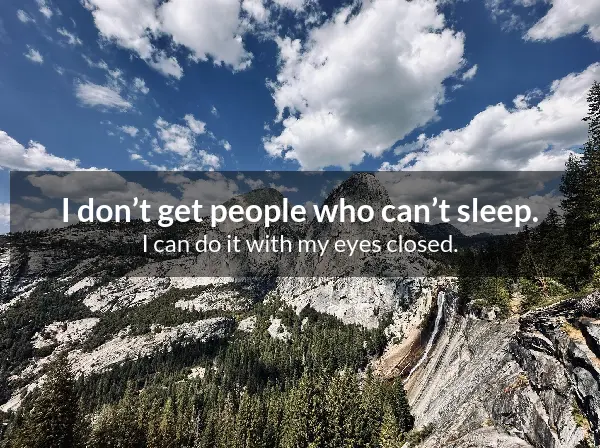 I don’t get people who can’t sleep.
I can do it with my eyes closed.